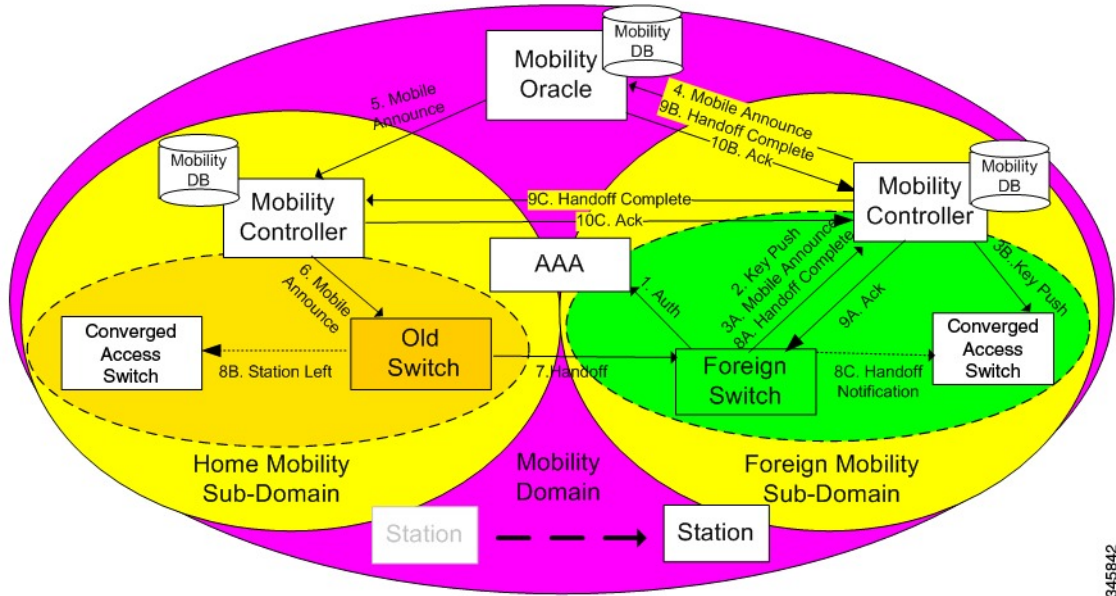 Mobility
DB
Mobility
Oracle
5. Mobile
Announce
4. Mobile Announce
9B. Handoff Complete
10B. Ack
Mobility
DB
Mobility
Controller
Mobility
DB
Mobility
Controller
9C. Handoff Complete
10C. Ack
AAA
6. Mobile
Announce
1. Auth
2. Key Push
3A. Mobile Announce
8A. Handoff Complete
9A. Ack
3B. Key Push
Converged
Access
Switch
8B. Station Left
Old
Switch
7.Handoff
Foreign
Switch
8C. Handoff
Notification
Converged
Access
Switch
Home Mobility
Sub-Domain
Mobility
Domain
Foreign Mobility
Sub-Domain
Station
Station
345842